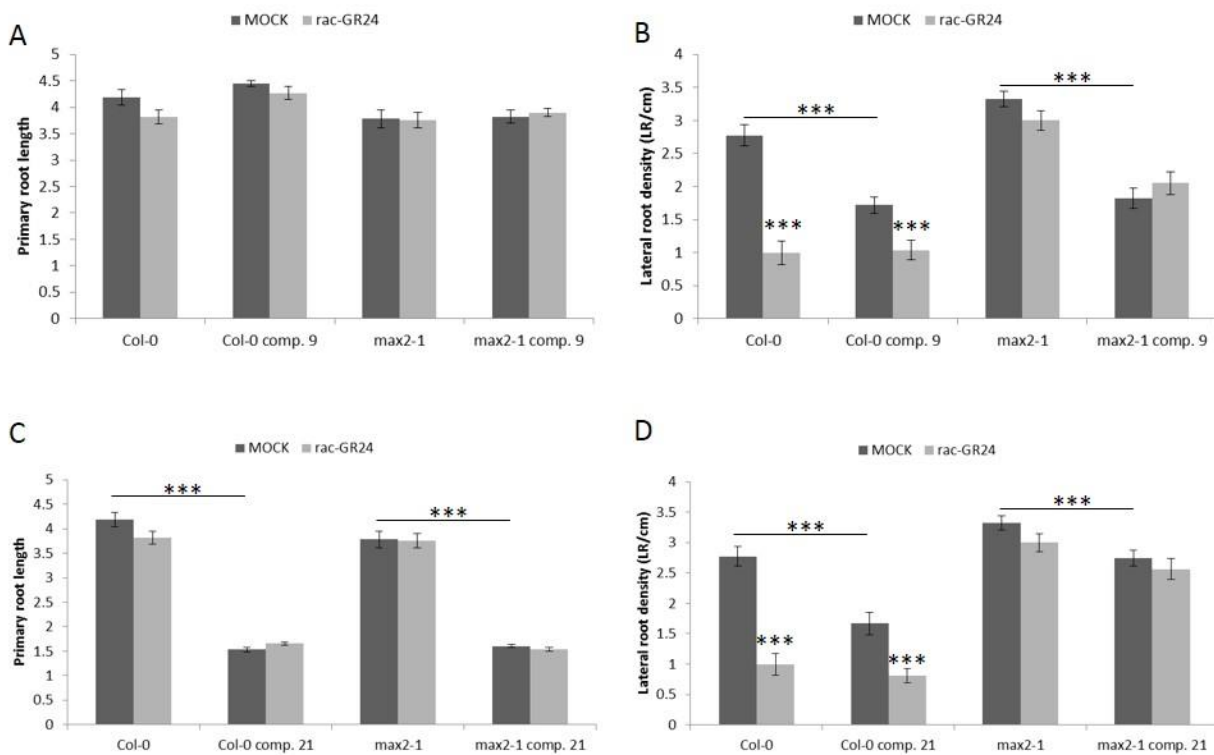 A
■ MOCK ■ rac-GR24
Primary root length
5
4.5
4
3.5
3
2.5
2
1.5
1
0.5
0
Col-0 Col-0 comp. 9 max2-1 max2-1 comp. 9
B
■ MOCK ■ rac-GR24
Lateral root density (LR/cm)
4
3.5
3
2.5
2
1.5
1
0.5
0
*** ***
*** ***
Col-0 Col-0 comp. 9 max2-1 max2-1 comp. 9
C
■ MOCK ■ rac-GR24
Primary root length
5
4.5
4
3.5
3
2.5
2
1.5
1
0.5
0
*** ***
Col-0 Col-0 comp. 21 max2-1 max2-1 comp. 21
D
■ MOCK ■ rac-GR24
Lateral root density (LR/cm)
4
3.5
3
2.5
2
1.5
1
0.5
0
*** ***
*** ***
Col-0 Col-0 comp. 21 max2-1 max2-1 comp. 21